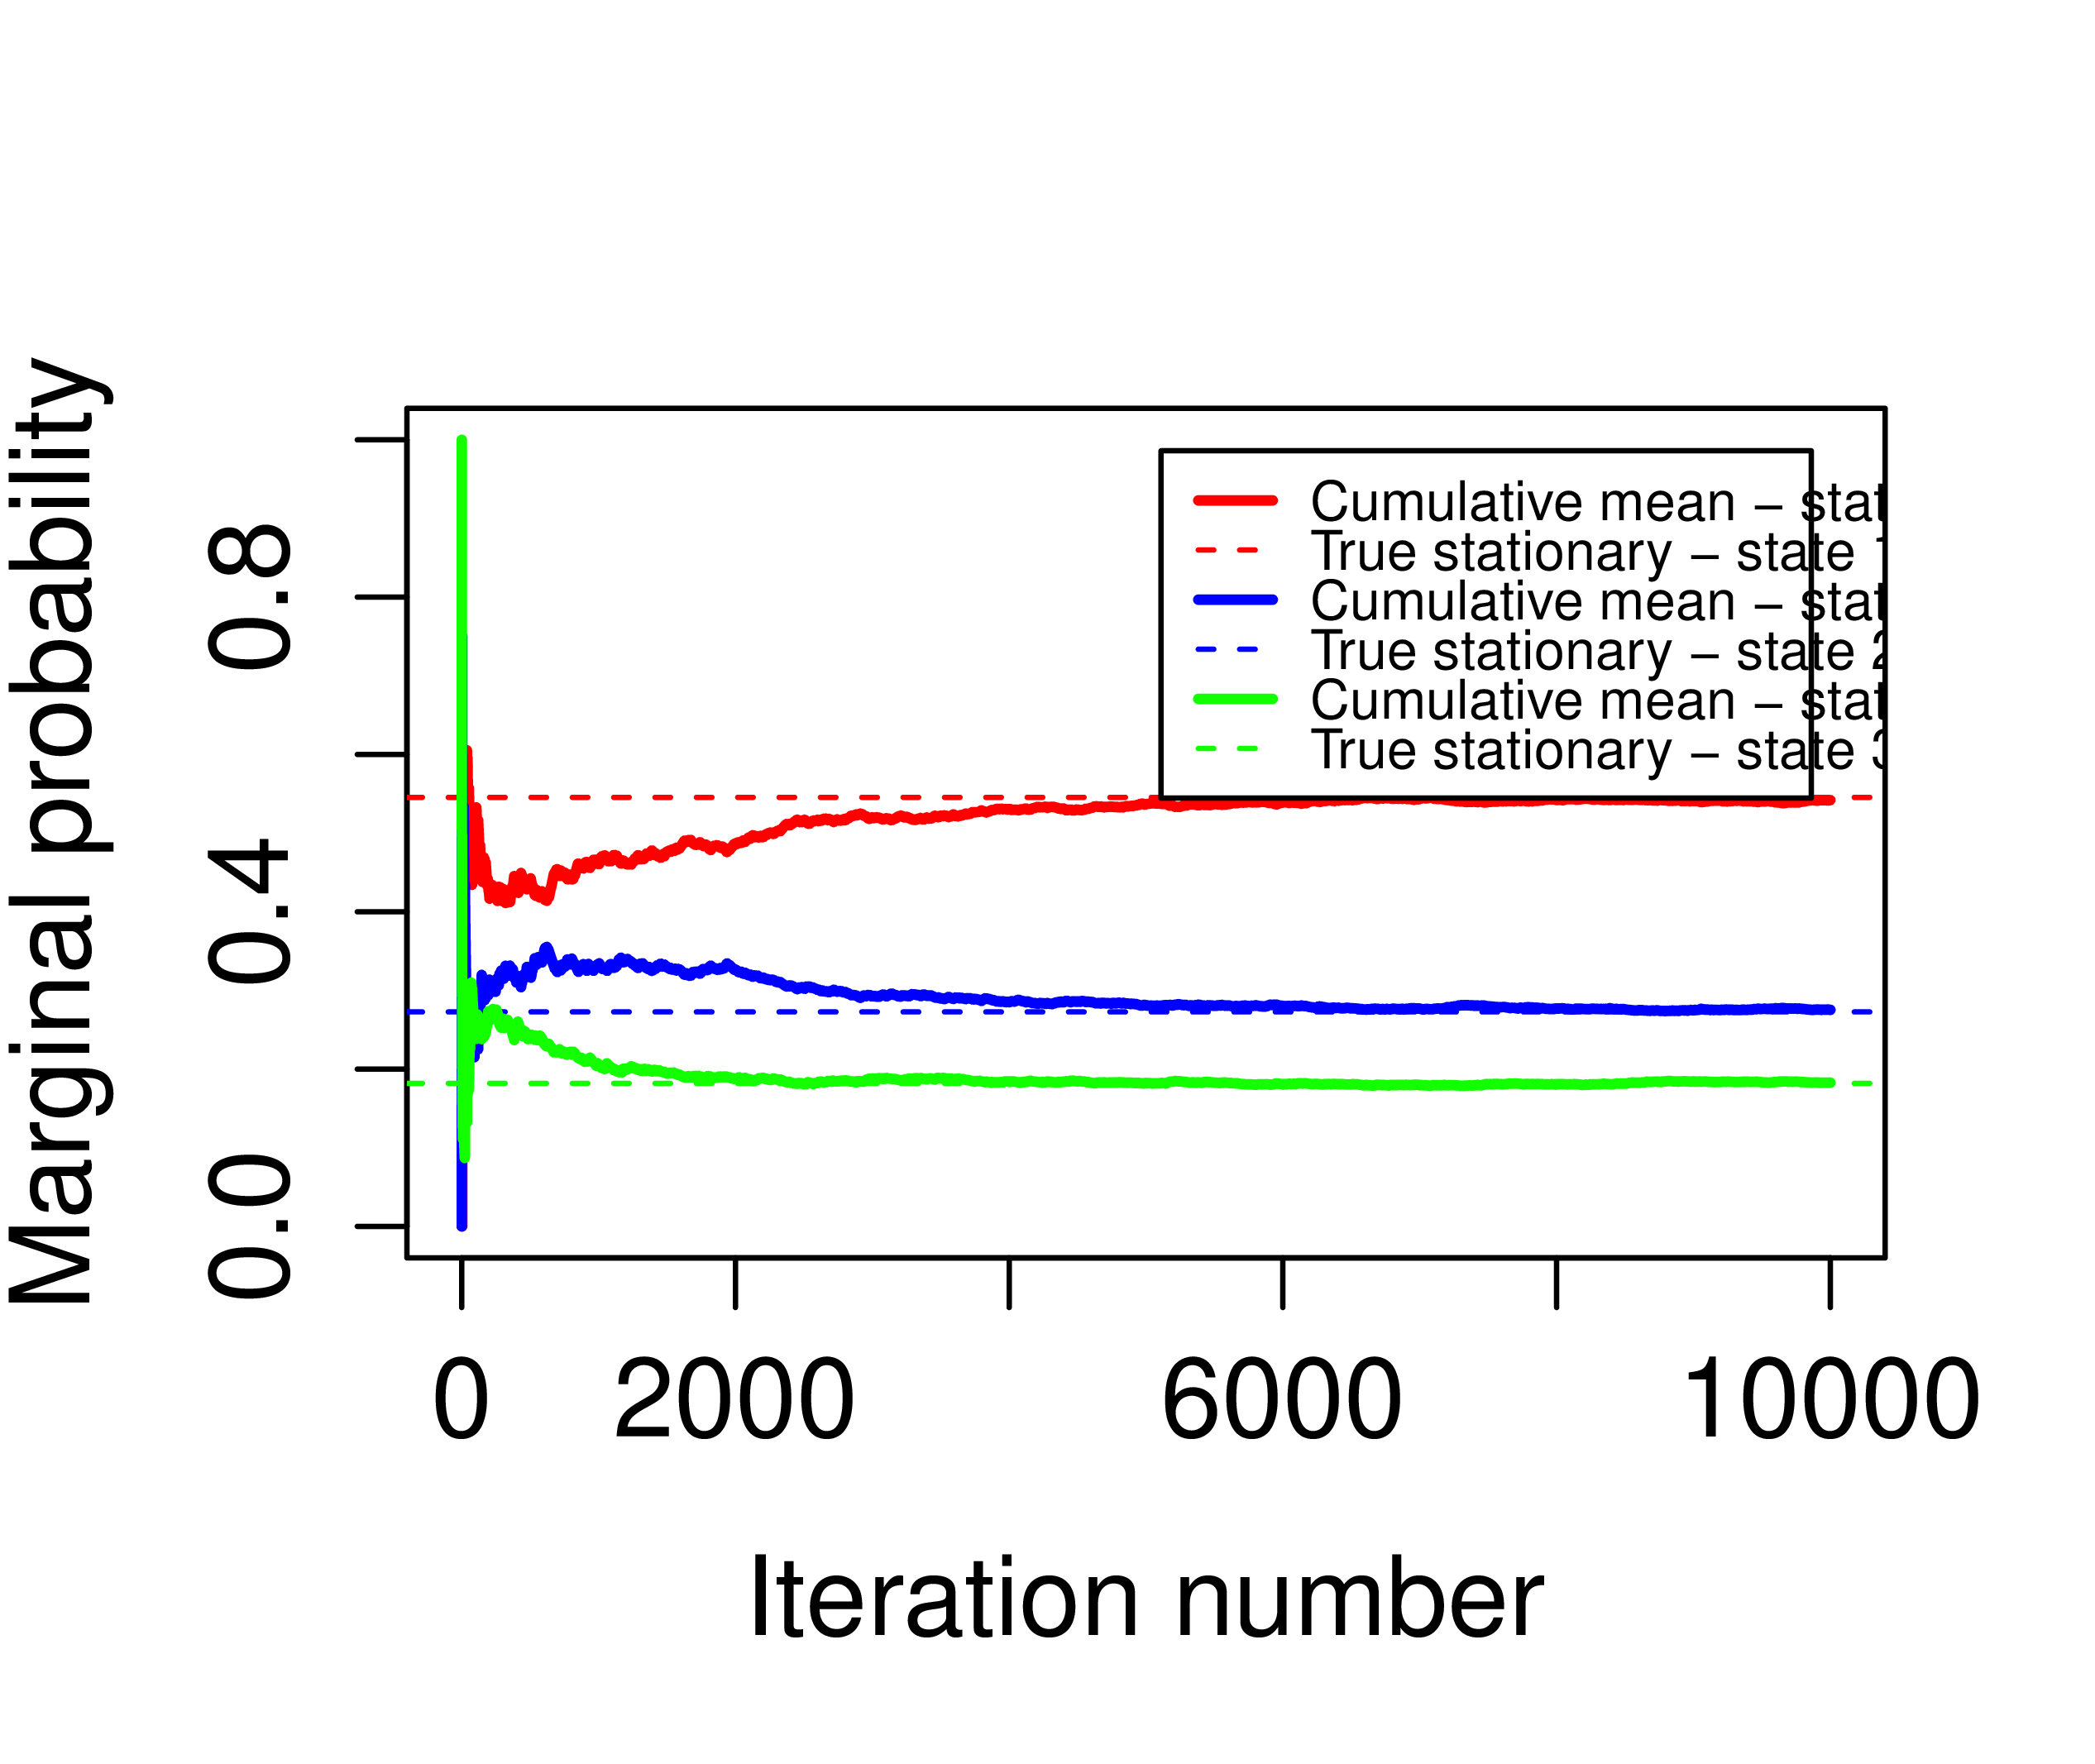 Marginal probability
0.8
0.4
0.0
Cumulative mean – stat
True stationary – state 1
Cumulative mean – stat
True stationary – state 2
Cumulative mean – stat
True stationary – state 3
0 2000 6000 10000
Iteration number